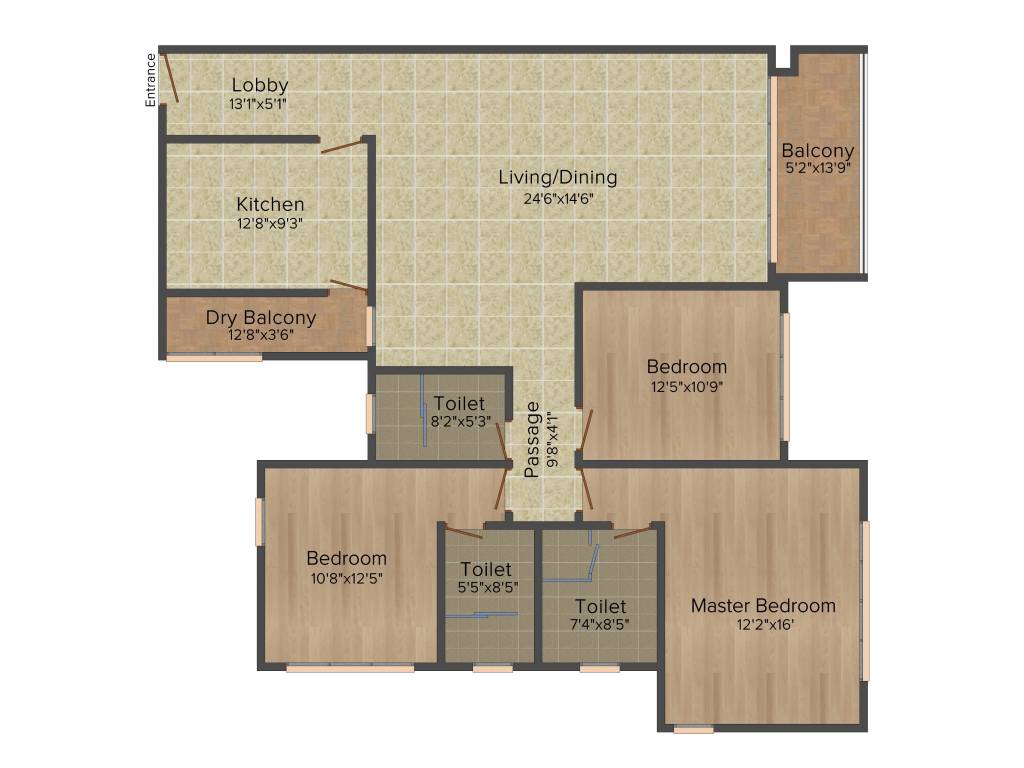 Entrance
Lobby
13'1"x5'1"
Balcony
5'2"x13'9"
Living/Dining
24'6"x14'6"
Kitchen
12'8"x9'3"
Dry Balcony
12'8"x3'6"
Bedroom
12'5"x10'9"
Toilet
8'2"x5'3"
Passage
9'8"x4'1"
Bedroom
10'8"x12'5"
Toilet
5'5"x8'5"
Toilet
7'4"x8'5"
Master Bedroom
12'2"x16'